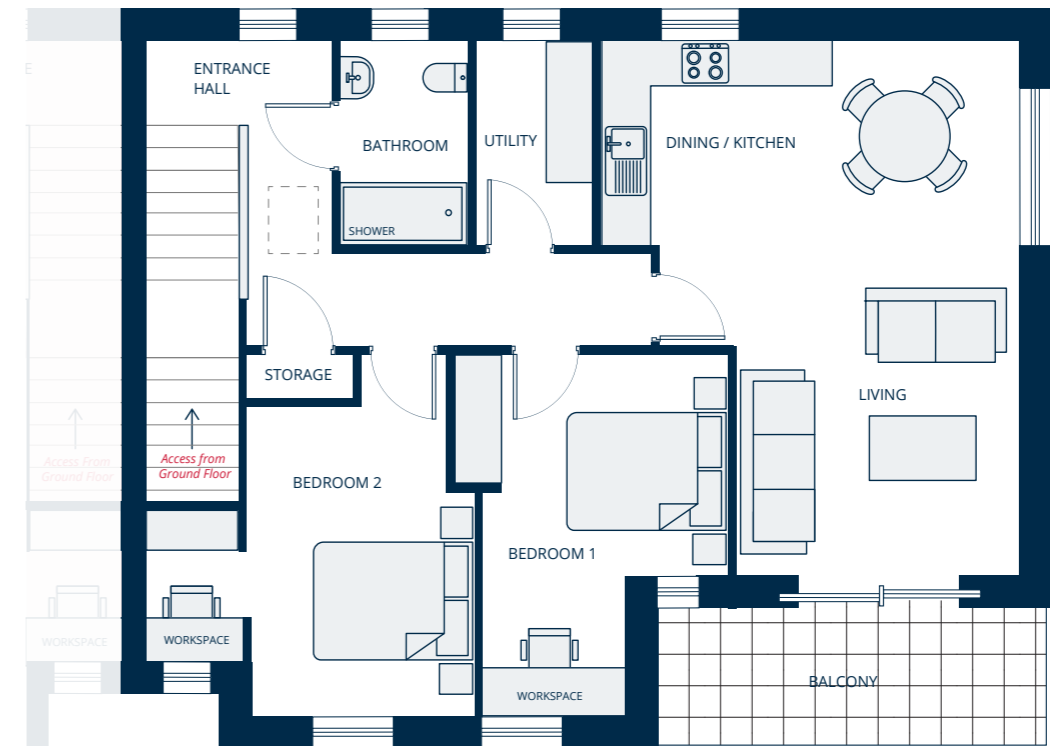 E
ENTRANCE
HALL
BATHROOM
UTILITY
DINING / KITCHEN
SHOWER
STORAGE
LIVING
Access from
Ground Floor
Access From
Ground Floor
BEDROOM 2
BEDROOM 1
WORKSPACE
WORKSPACE
WORKSPACE
BALCONY